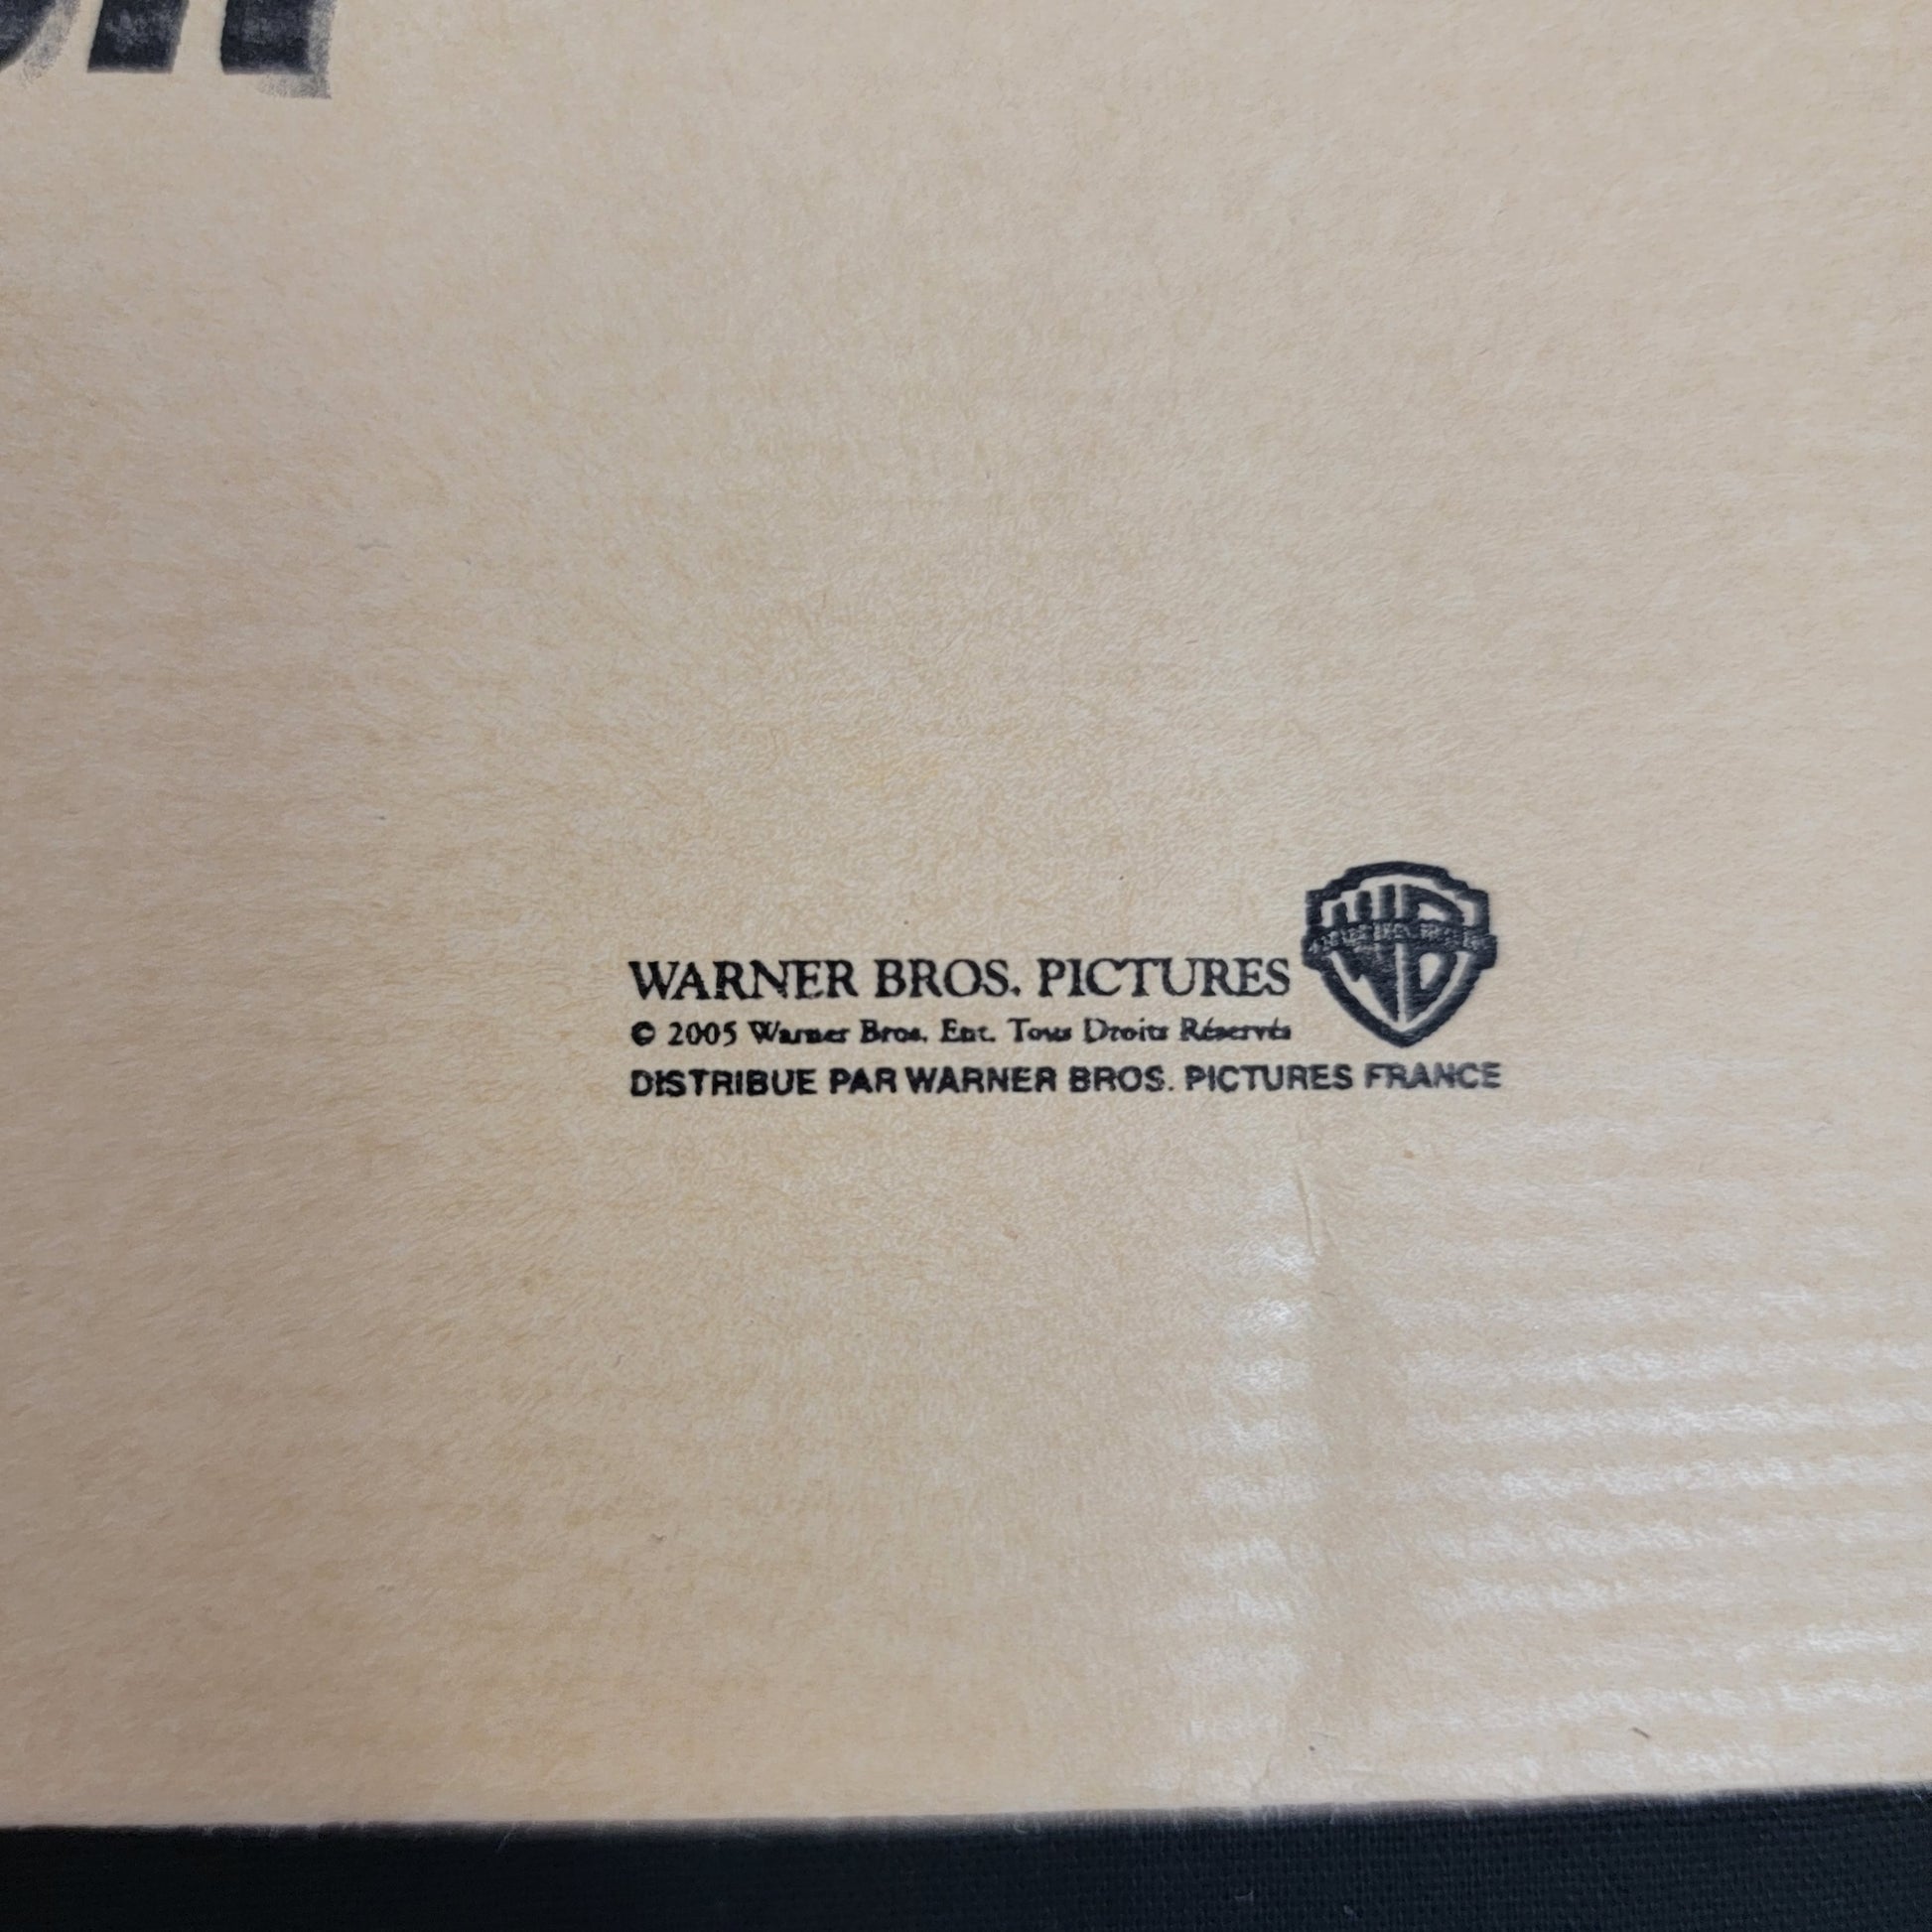 WARNER BROS. PICTURES
© 2005 Warner Bros. Ent. Tous Droits Réservés
DISTRIBUE PAR WARNER BROS. PICTURES FRANCE